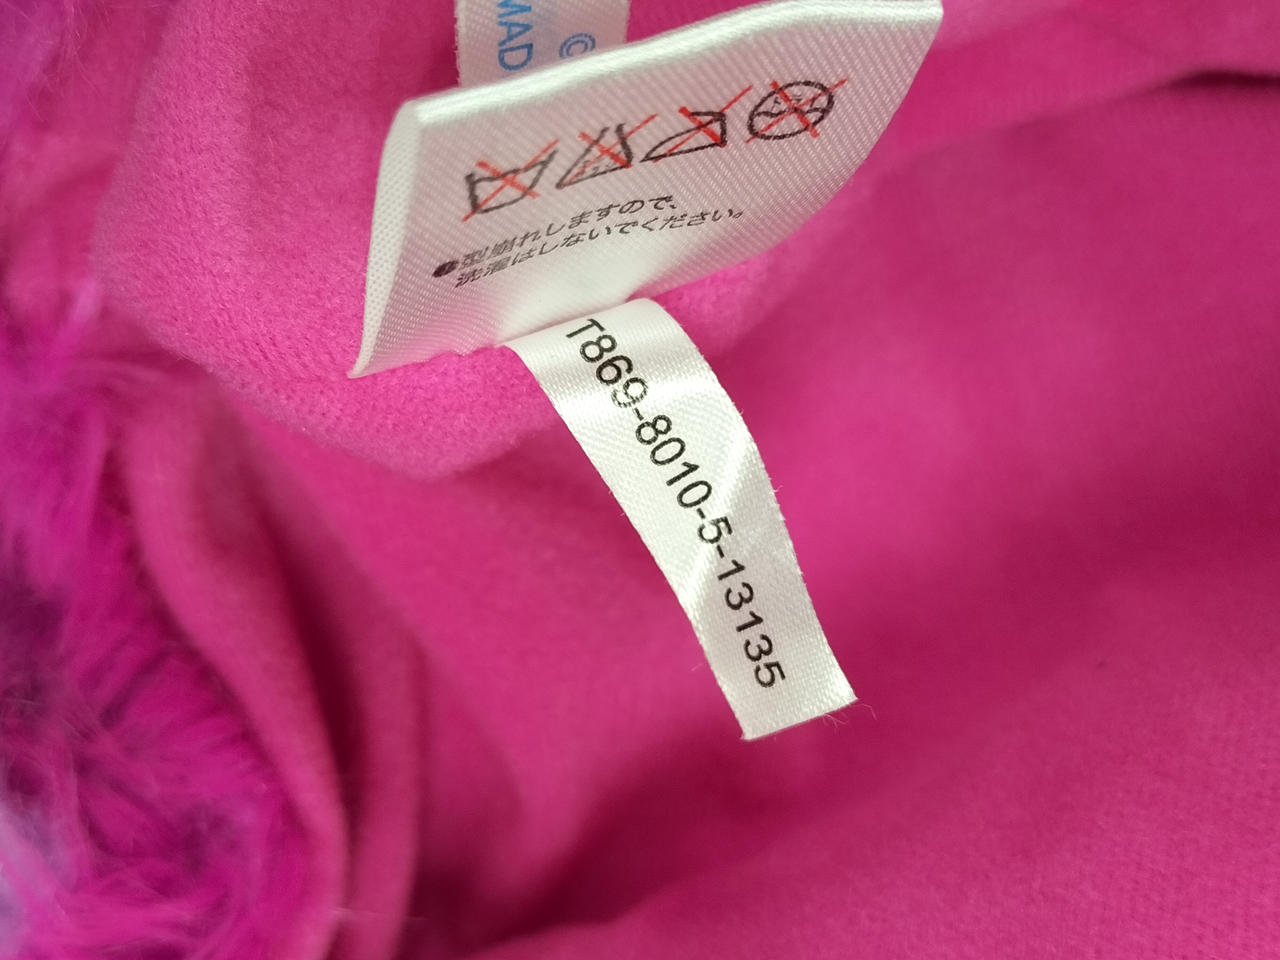 ©
MAD
●型崩れしますので、
洗濯はしないでください。
T869-8010-5-13135